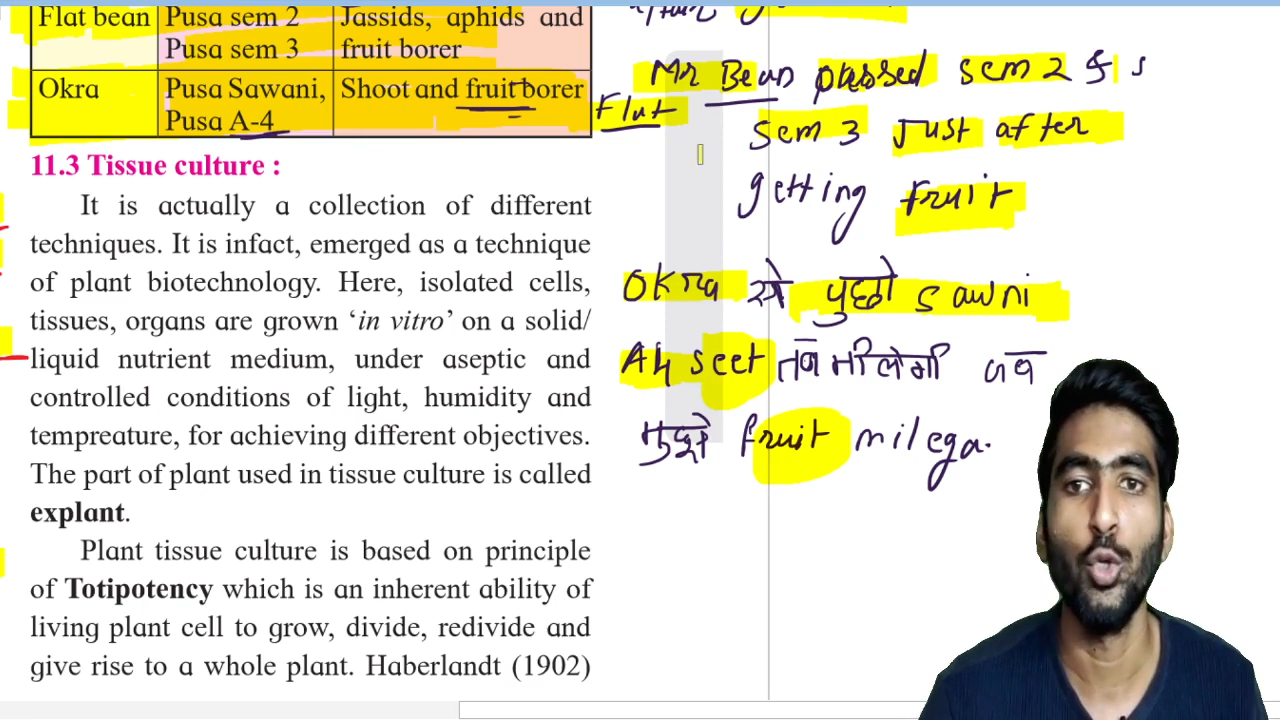 Flat bean Pusa sem 2 Jassids, aphids and
Pusa sem 3 fruit borer
Okra Pusa Sawani, Shoot and fruit borer
Pusa A-4
11.3 Tissue culture :
It is actually a collection of different
techniques. It is infact, emerged as a technique
of plant biotechnology. Here, isolated cells,
tissues, organs are grown ‘in vitro’ on a solid/
liquid nutrient medium, under aseptic and
controlled conditions of light, humidity and
tempreature, for achieving different objectives.
The part of plant used in tissue culture is called
explant.
Plant tissue culture is based on principle
of Totipotency which is an inherent ability of
living plant cell to grow, divide, redivide and
give rise to a whole plant. Haberlandt (1902)
Mr Bean passed sem 2 &
Flat
sem 3 Just after
getting fruit
Okra से पुछो sawni
A4 seet तब मीलेगी जब
मुझे fruit milega.